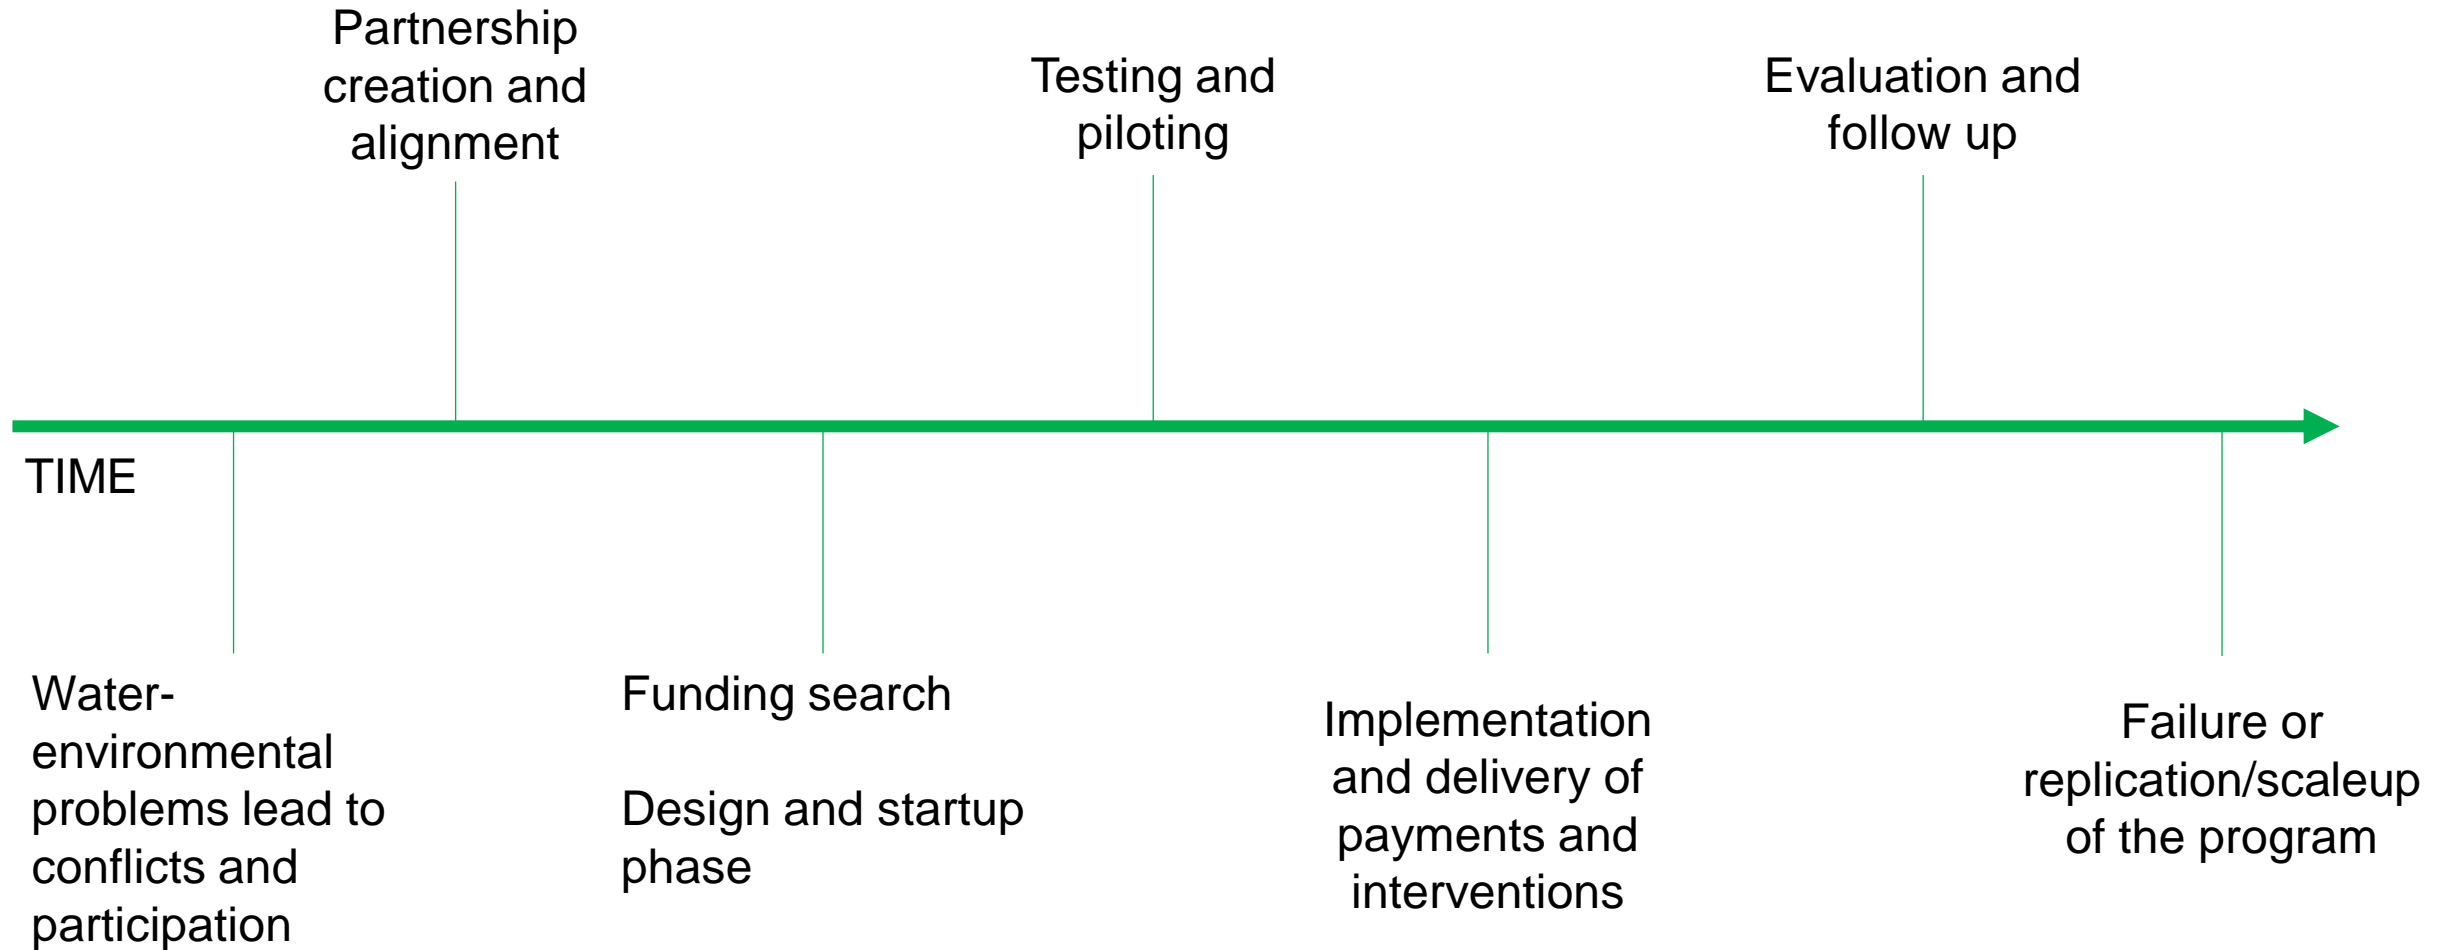 Partnership
creation and
alignment
Testing and
piloting
Evaluation and
follow up
TIME
Water-
environmental
problems lead to
conflicts and
participation
Funding search
Design and startup
phase
Implementation
and delivery of
payments and
interventions
Failure or
replication/scaleup
of the program